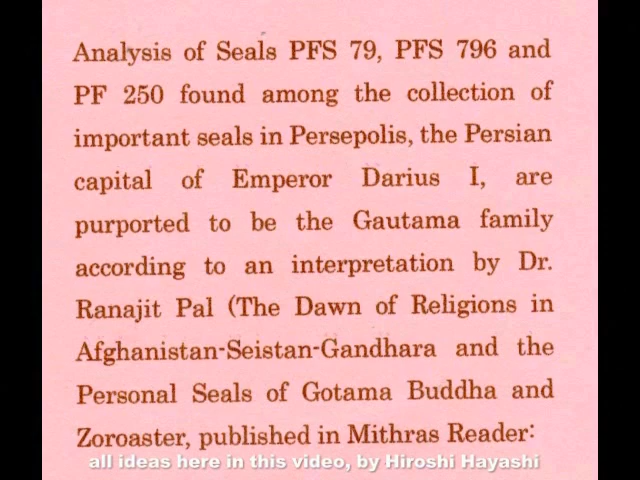 Analysis of Seals PFS 79, PFS 796 and
PF 250 found among the collection of
important seals in Persepolis, the Persian
capital of Emperor Darius I, are
purported to be the Gautama family
according to an interpretation by Dr.
Ranajit Pal (The Dawn of Religions in
Afghanistan-Seistan-Gandhara and the
Personal Seals of Gotama Buddha and
Zoroaster, published in Mithras Reader:
all ideas here in this video, by Hiroshi Hayashi